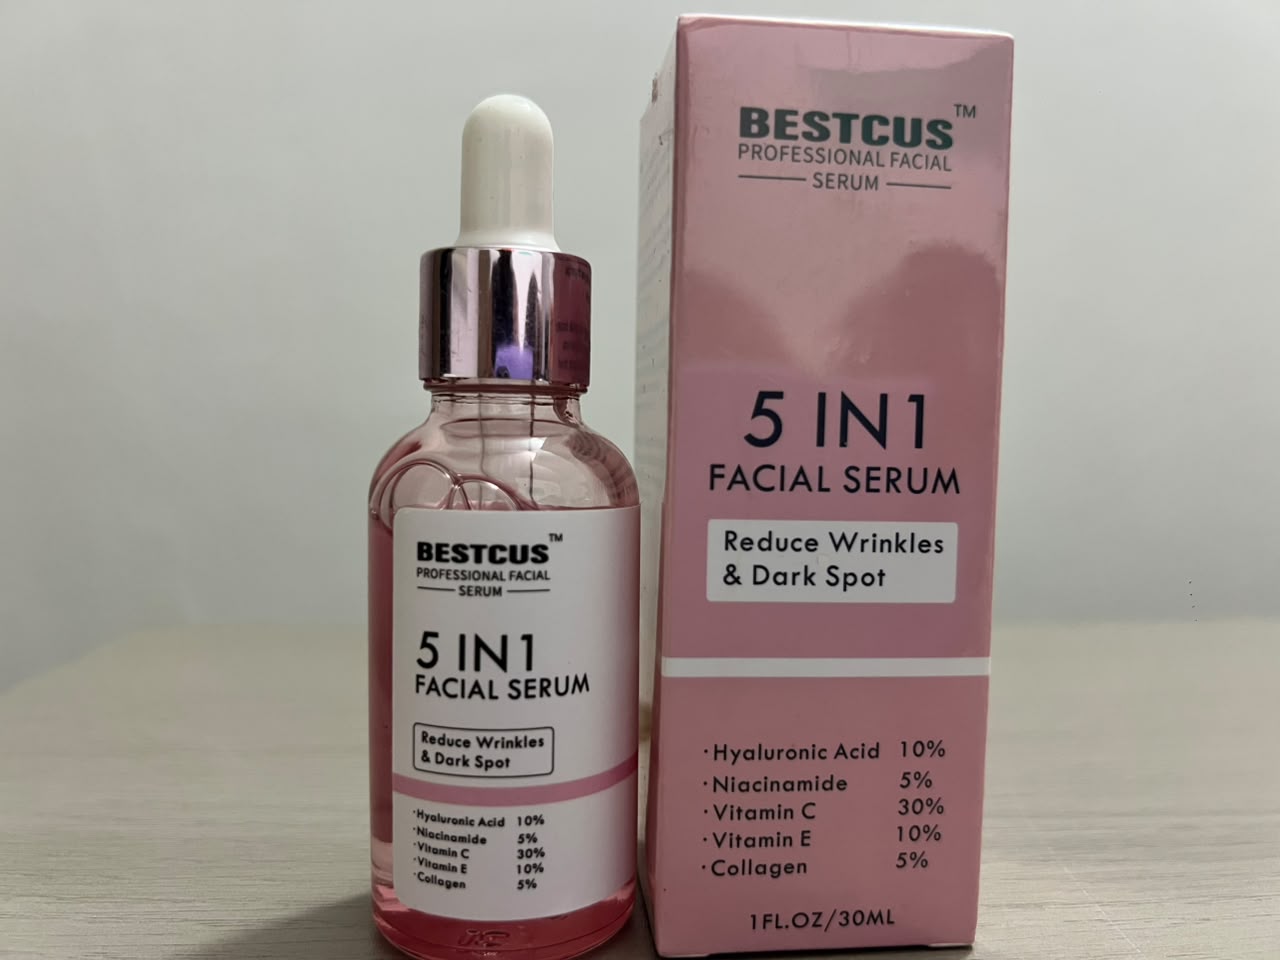 BESTCUS™
PROFESSIONAL FACIAL
SERUM
5 IN1
FACIAL SERUM
Reduce Wrinkles
& Dark Spot
·Hyaluronic Acid 10%
·Niacinamide 5%
·Vitamin C 30%
·Vitamin E 10%
·Collagen 5%
BESTCUS™
PROFESSIONAL FACIAL
SERUM
5 IN1
FACIAL SERUM
Reduce Wrinkles
& Dark Spot
·Hyaluronic Acid 10%
·Niacinamide 5%
·Vitamin C 30%
·Vitamin E 10%
·Collagen 5%
1FL.OZ/30ML